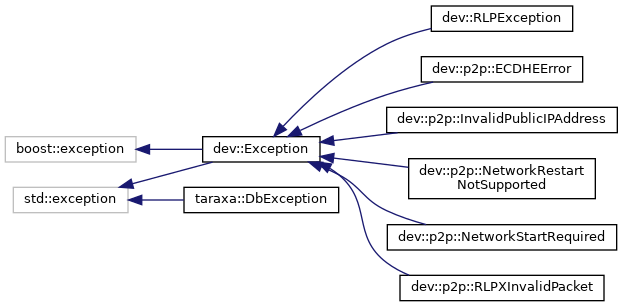 dev::RLPException
dev::p2p::ECDHEError
dev::p2p::InvalidPublicIPAddress
boost::exception
dev::Exception
dev::p2p::NetworkRestart
NotSupported
std::exception
taraxa::DbException
dev::p2p::NetworkStartRequired
dev::p2p::RLPXInvalidPacket